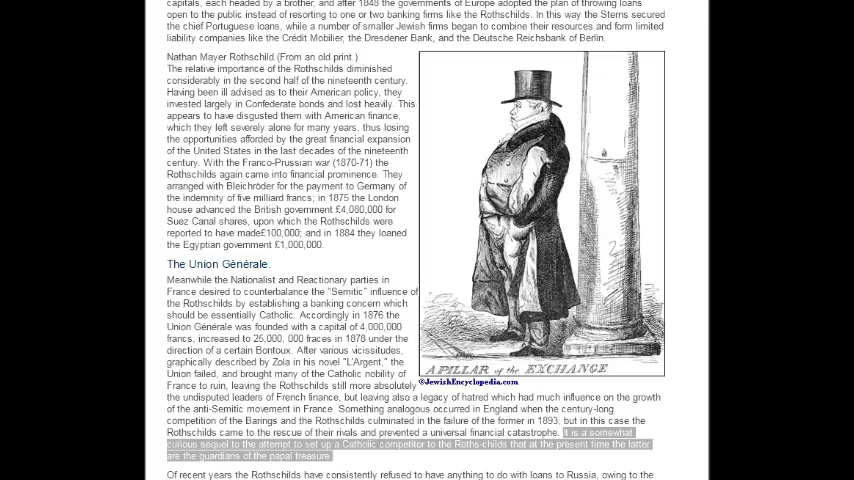 capitals, each headed by a brother, and after 1848 the governments of Europe adopted the plan of throwing loans
open to the public instead of resorting to one or two banking firms like the Rothschilds. In this way the Sterns secured
the chief Portuguese loans, while a number of smaller Jewish firms began to combine their resources and form limited
liability companies like the Crédit Mobilier, the Dresdener Bank, and the Deutsche Reichsbank of Berlin.
Nathan Mayer Rothschild (From an old print.)
The relative importance of the Rothschilds diminished
considerably in the second half of the nineteenth century.
Having been ill advised as to their American policy, they
invested largely in Confederate bonds and lost heavily. This
appears to have disgusted them with American finance,
which they left severely alone for many years, thus losing
the opportunities afforded by the great financial expansion
of the United States in the last decades of the nineteenth
century. With the Franco-Prussian war (1870-71) the
Rothschilds again came into financial prominence. They
arranged with Bleichröder for the payment to Germany of
the indemnity of five milliard francs; in 1875 the London
house advanced the British government £4,080,000 for
Suez Canal shares, upon which the Rothschilds were
reported to have made£100,000; and in 1884 they loaned
the Egyptian government £1,000,000.
The Union Générale.
Meanwhile the Nationalist and Reactionary parties in
France desired to counterbalance the "Semitic" influence of
the Rothschilds by establishing a banking concern which
should be essentially Catholic. Accordingly in 1876 the
Union Générale was founded with a capital of 4,000,000
francs, increased to 25,000, 000 fraces in 1878 under the
direction of a certain Bontoux. After various vicissitudes,
graphically described by Zola in his novel "L'Argent," the
Union failed, and brought many of the Catholic nobility of
France to ruin, leaving the Rothschilds still more absolutely
the undisputed leaders of French finance, but leaving also a legacy of hatred which had much influence on the growth
of the anti-Semitic movement in France. Something analogous occurred in England when the century-long
competition of the Barings and the Rothschilds culminated in the failure of the former in 1893; but in this case the
Rothschilds came to the rescue of their rivals and prevented a universal financial catastrophe. It is a somewhat
curious sequel to the attempt to set up a Catholic competitor to the Roths-childs that at the present time the latter
are the guardians of the papal treasure.
Of recent years the Rothschilds have consistently refused to have anything to do with loans to Russia, owing to the
A PILLAR of the EXCHANGE
©JewishEncyclopedia.com